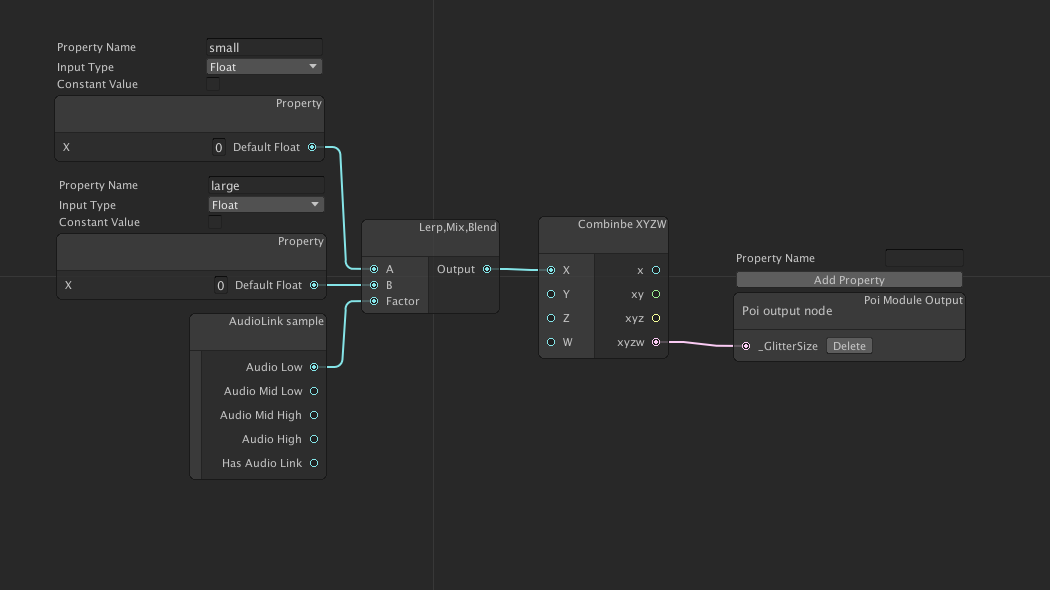 Property Name small
Input Type Float
Constant Value
Property
X 0 Default Float
Property Name large
Input Type Float
Constant Value
Property
X 0 Default Float
AudioLink sample
Audio Low
Audio Mid Low
Audio Mid High
Audio High
Has Audio Link
Lerp,Mix,Blend
A Output
B
Factor
Combinbe XYZW
X x
Y xy
Z xyz
W xyzw
Property Name
Add Property
Poi Module Output
Poi output node
_GlitterSize Delete